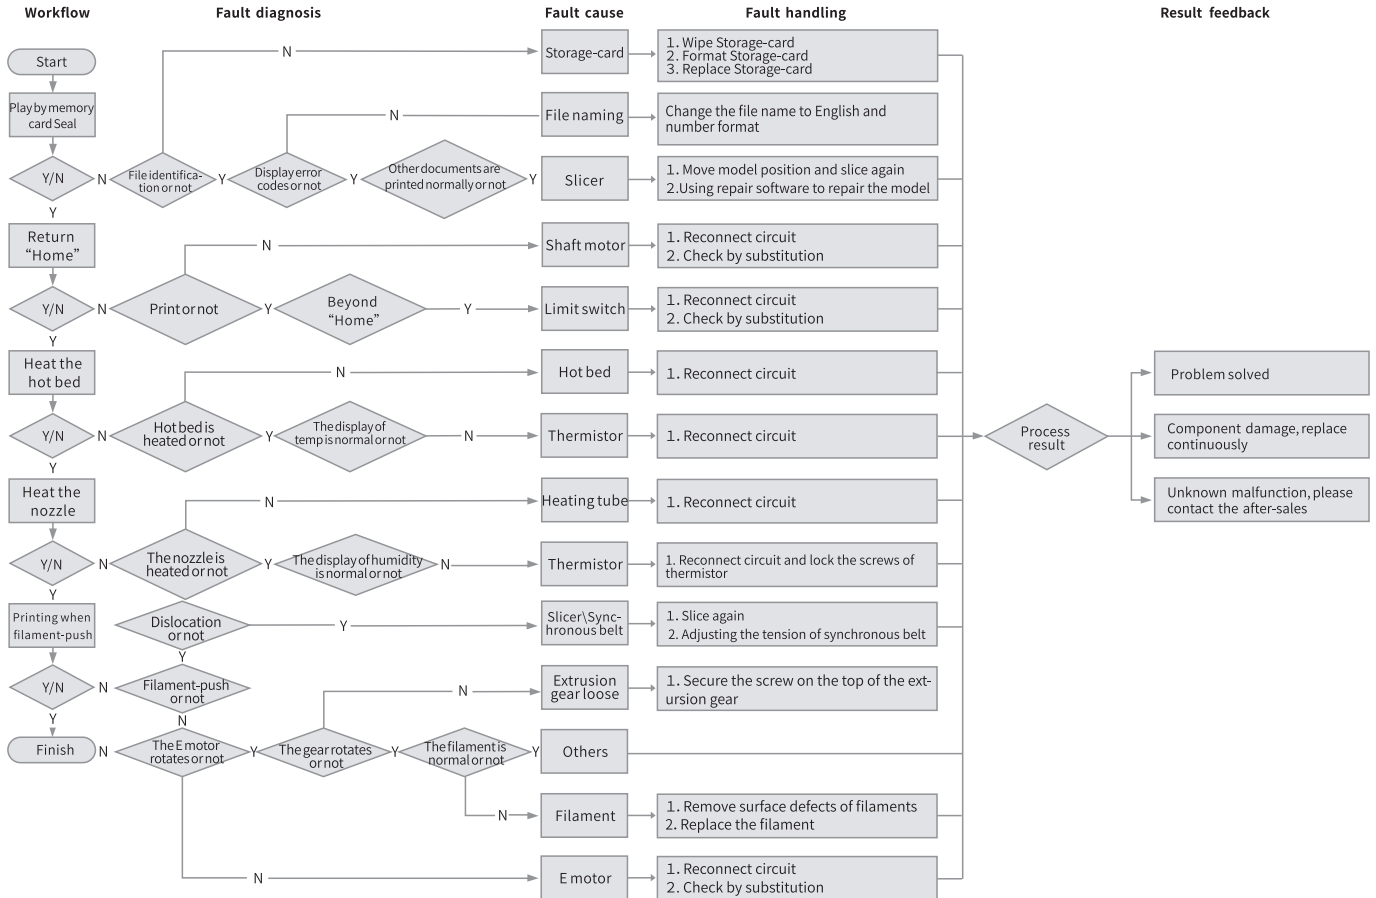 Workflow
Fault diagnosis
Fault cause
Fault handling
Result feedback
Start
N
Storage-card
1. Wipe Storage-card
2. Format Storage-card
3. Replace Storage-card
Play by memory
card Seal
N
File naming
Change the file name to English and
number format
Y/N
N
File identifica-
tion or not
Y
Display error
codes or not
Y
Other documents are
printed normally or not
Y
Slicer
1. Move model position and slice again
2.Using repair software to repair the model
Y
Return
“Home”
N
Shaft motor
1. Reconnect circuit
2. Check by substitution
Y/N
N
Print or not
Y
Beyond
“Home”
Y
Limit switch
1. Reconnect circuit
2. Check by substitution
Y
Heat the
hot bed
N
Hot bed
1. Reconnect circuit
Y/N
N
Hot bed is
heated or not
Y
The display of
temp is normal or not
N
Thermistor
1. Reconnect circuit
Process
result
Problem solved
Component damage, replace
continuously
Unknown malfunction, please
contact the after-sales
Y
Heat the
nozzle
N
Heating tube
1. Reconnect circuit
Y/N
N
The nozzle is
heated or not
Y
The display of humidity
is normal or not
N
Thermistor
1. Reconnect circuit and lock the screws of
thermistor
Y
Printing when
filament-push
Dislocation
or not
Y
Slicer\Sync-
hronous belt
1. Slice again
2. Adjusting the tension of synchronous belt
Y
Y/N
N
Filament-push
or not
N
Extrusion
gear loose
1. Secure the screw on the top of the ext-
ursion gear
Y
N
Finish
N
The E motor
rotates or not
Y
The gear rotates
or not
Y
The filament is
normal or not
Y
Others
N
Filament
1. Remove surface defects of filaments
2. Replace the filament
N
E motor
1. Reconnect circuit
2. Check by substitution